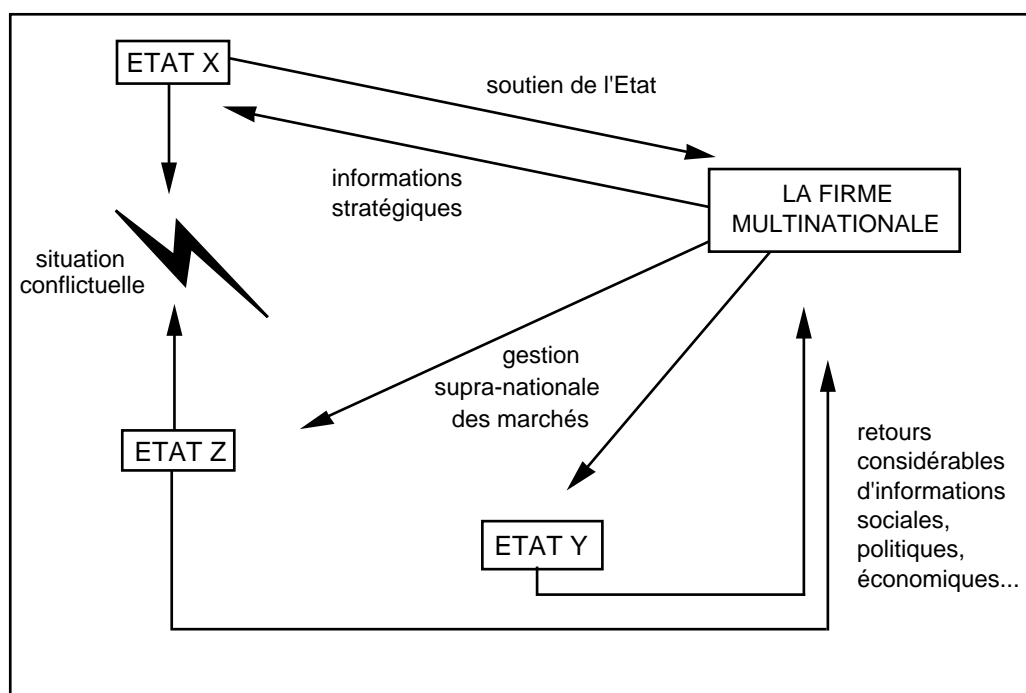 ETAT X
soutien de l'Etat
informations
stratégiques
LA FIRME
MULTINATIONALE
situation
conflictuelle
gestion
supra-nationale
des marchés
ETAT Z
ETAT Y
retours
considérables
d'informations
sociales,
politiques,
économiques...